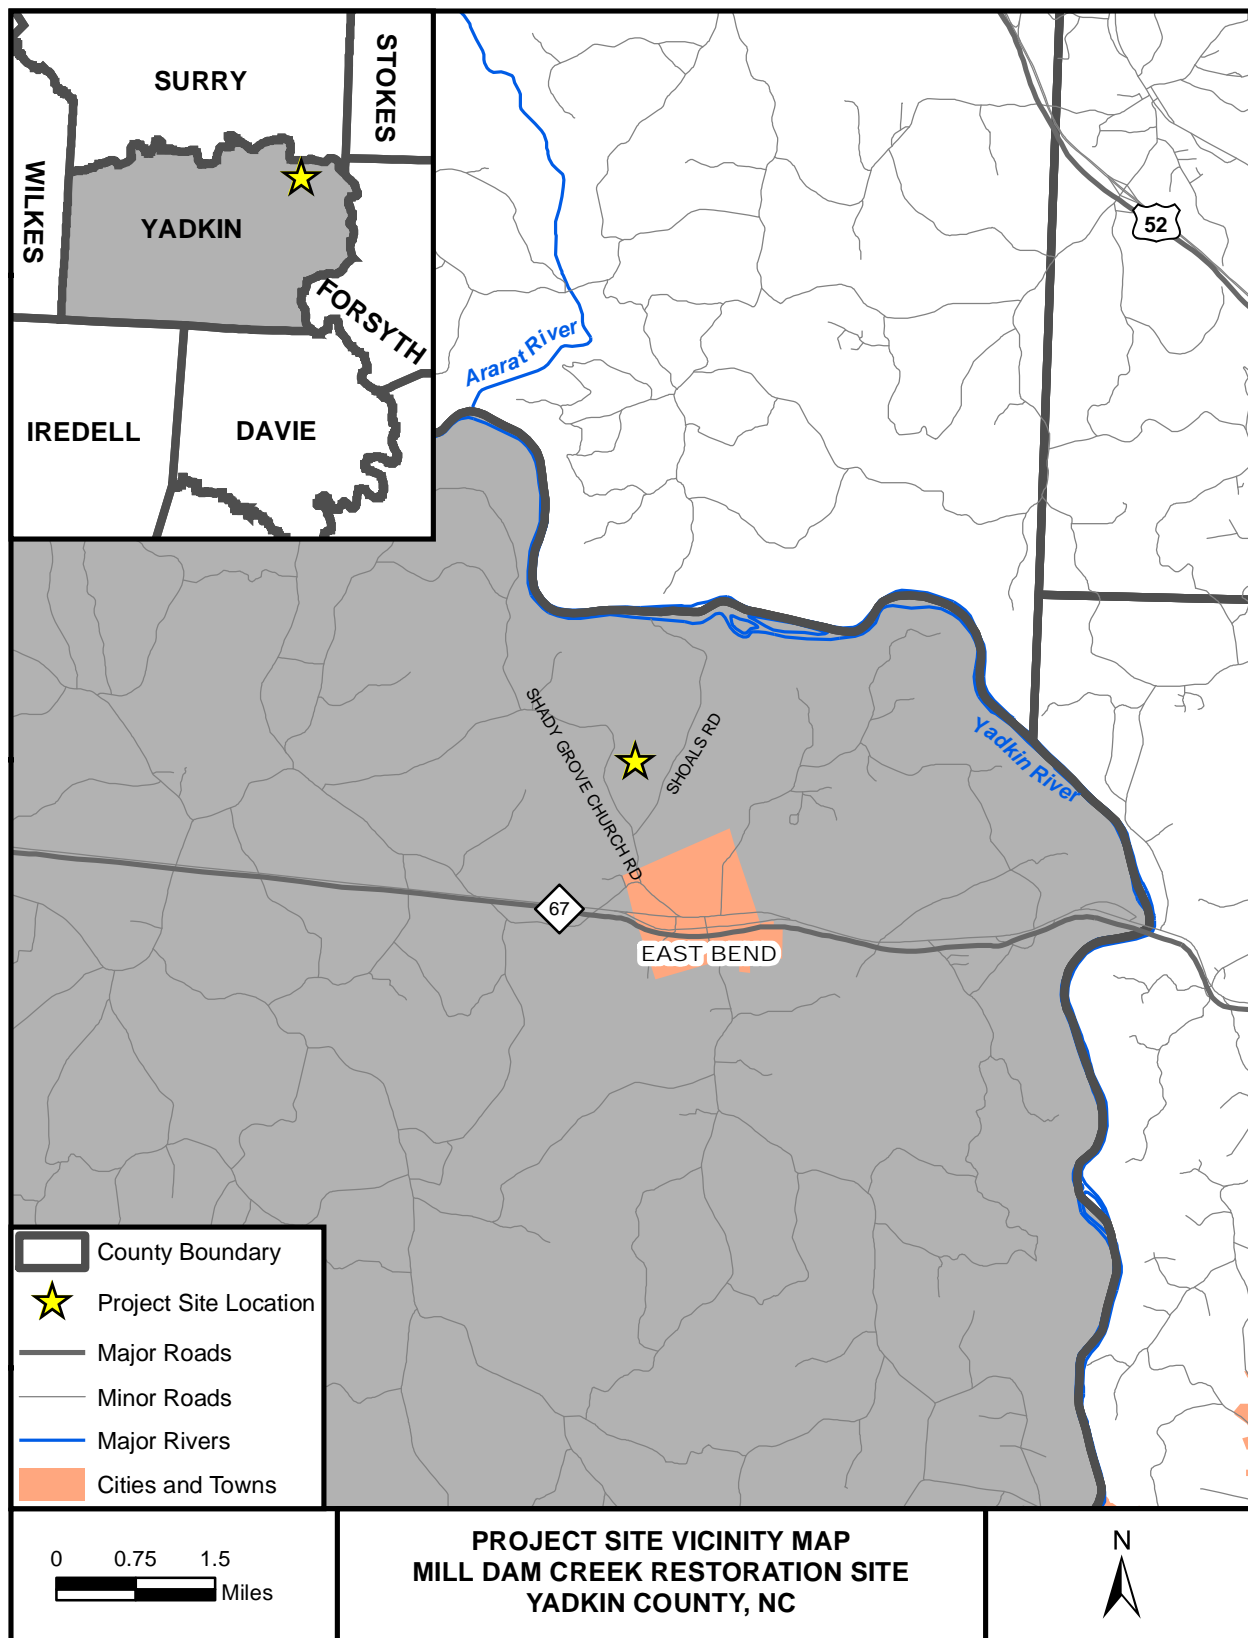 SURRY
STOKES
WILKES
YADKIN
FORSYTH
IREDELL
DAVIE
52
Ararat River
Yadkin River
SHADY GROVE CHURCH RD
SHOALS RD
67
EAST BEND
County Boundary
Project Site Location
Major Roads
Minor Roads
Major Rivers
Cities and Towns
0 0.75 1.5
Miles
PROJECT SITE VICINITY MAP
MILL DAM CREEK RESTORATION SITE
YADKIN COUNTY, NC
N